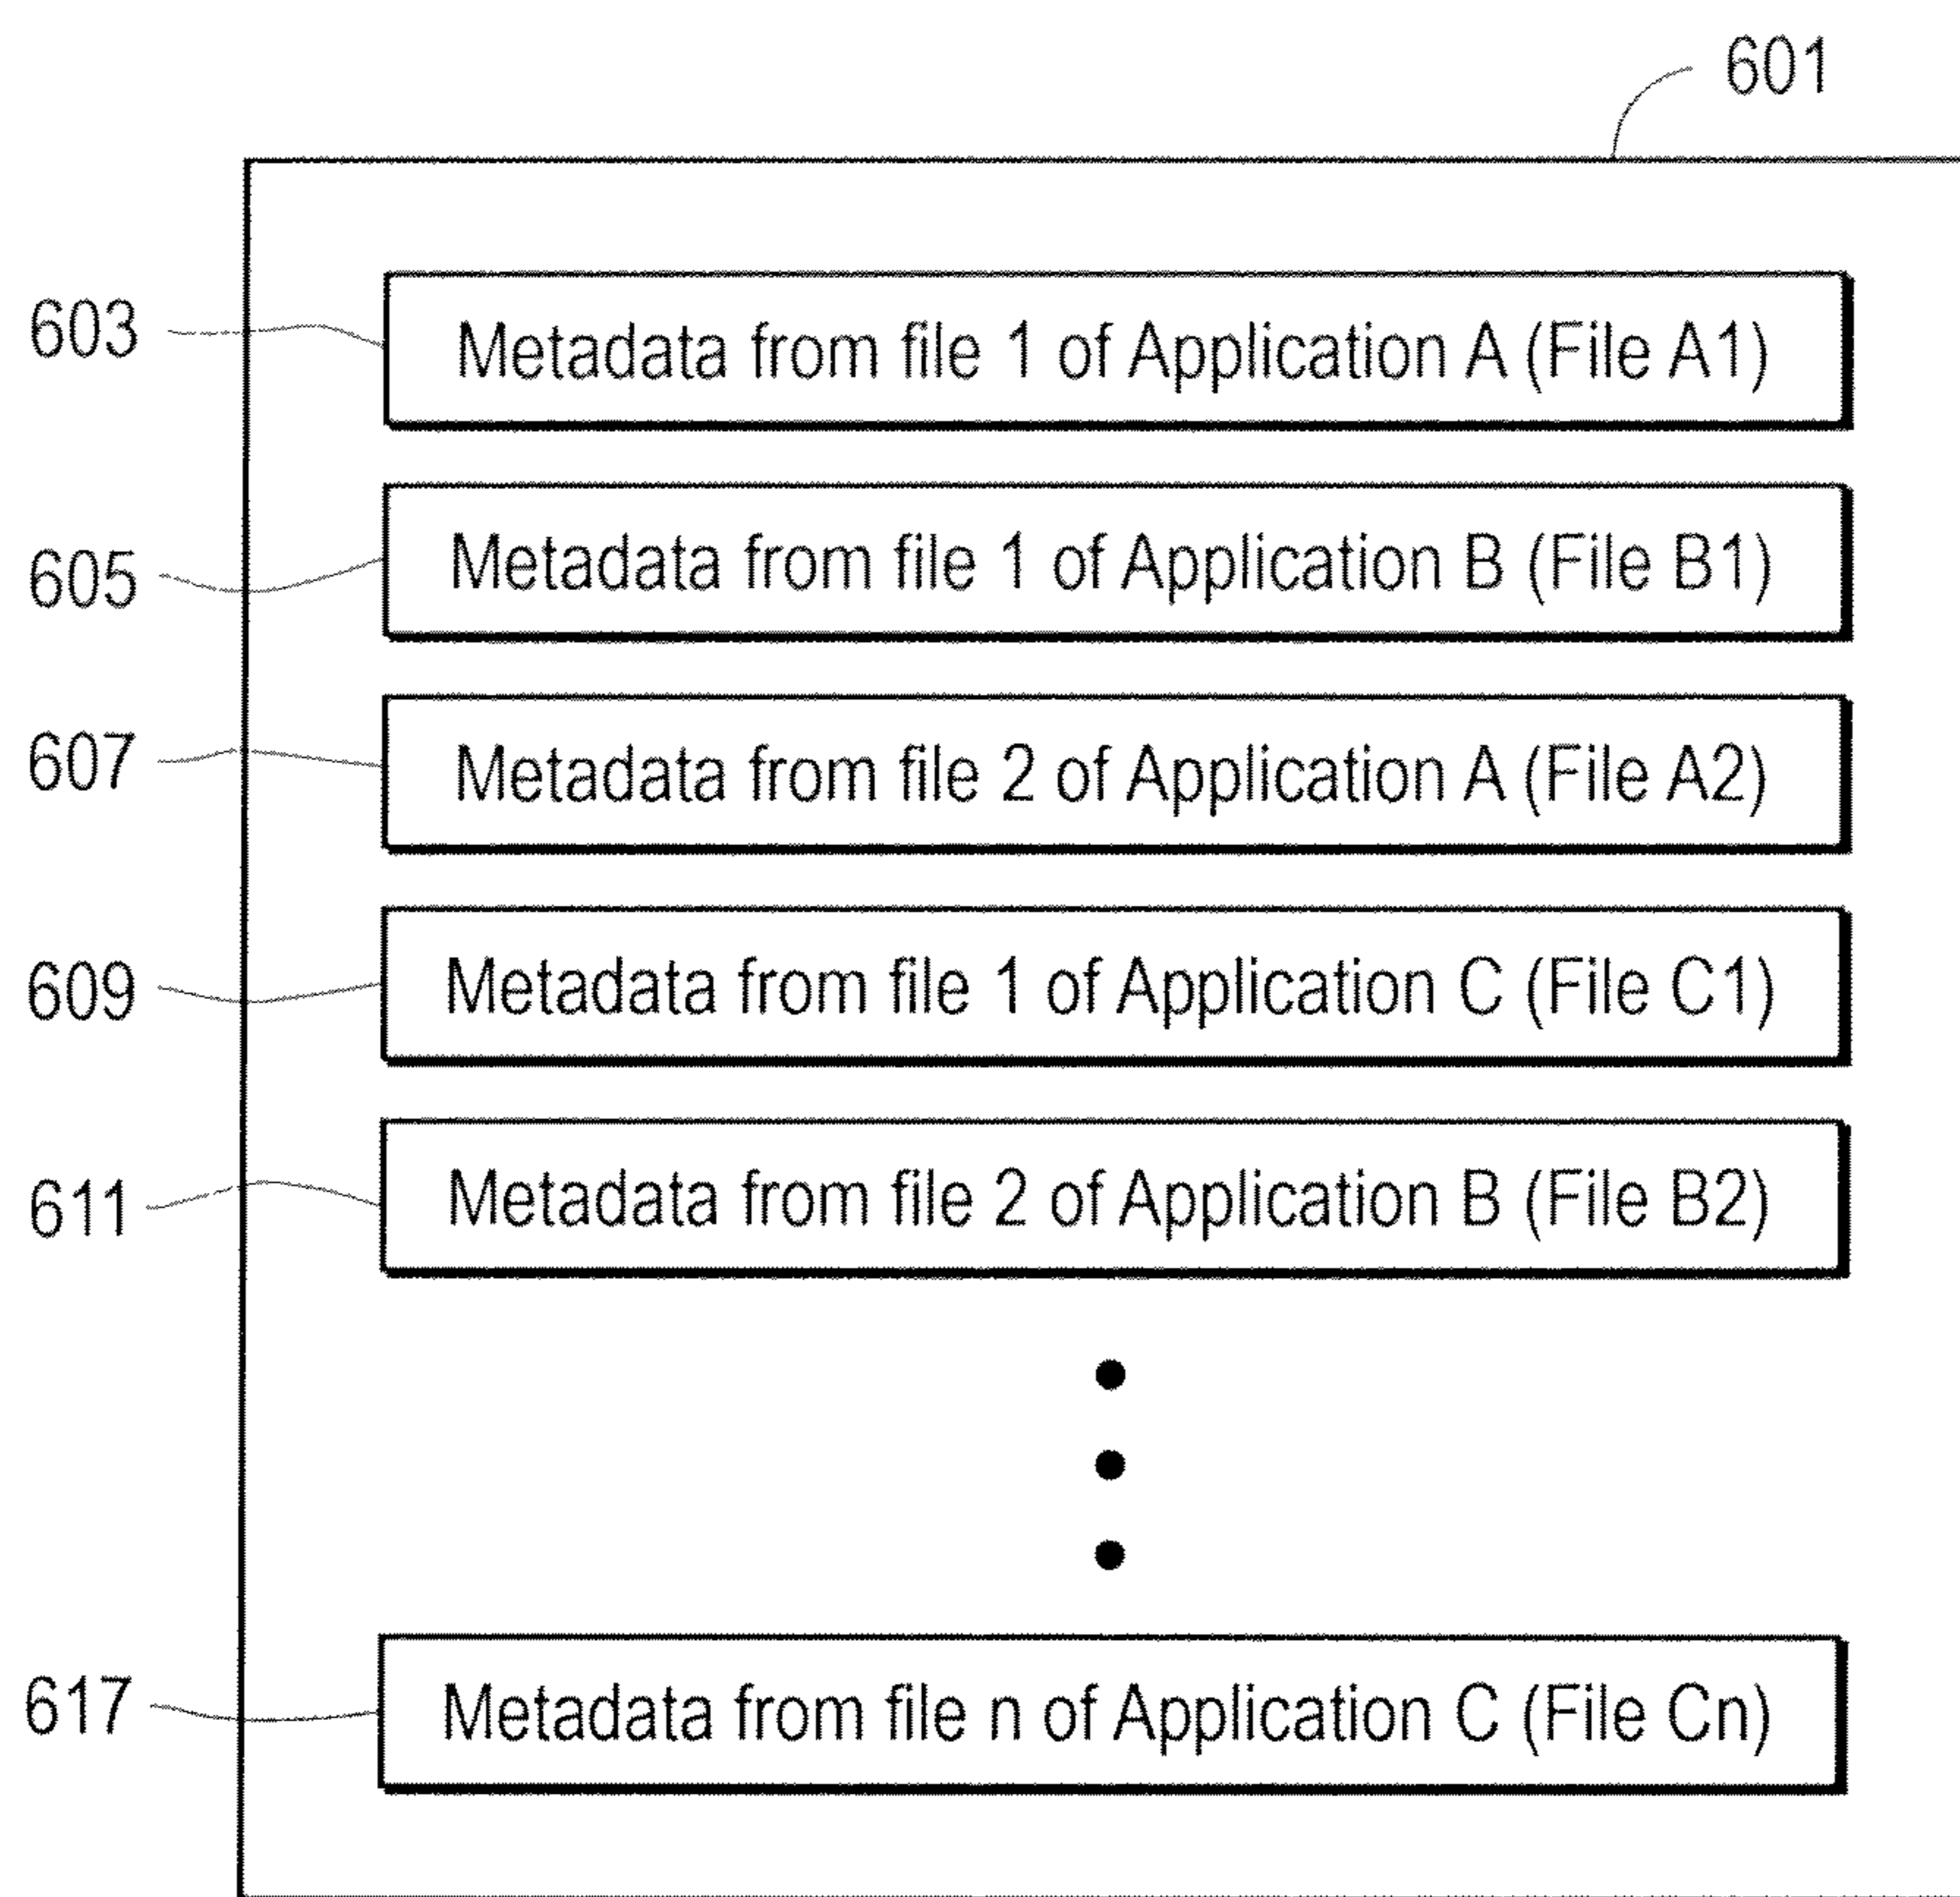 601
603 Metadata from file 1 of Application A (File A1)
605 Metadata from file 1 of Application B (File B1)
607 Metadata from file 2 of Application A (File A2)
609 Metadata from file 1 of Application C (File C1)
611 Metadata from file 2 of Application B (File B2)
617 Metadata from file n of Application C (File Cn)